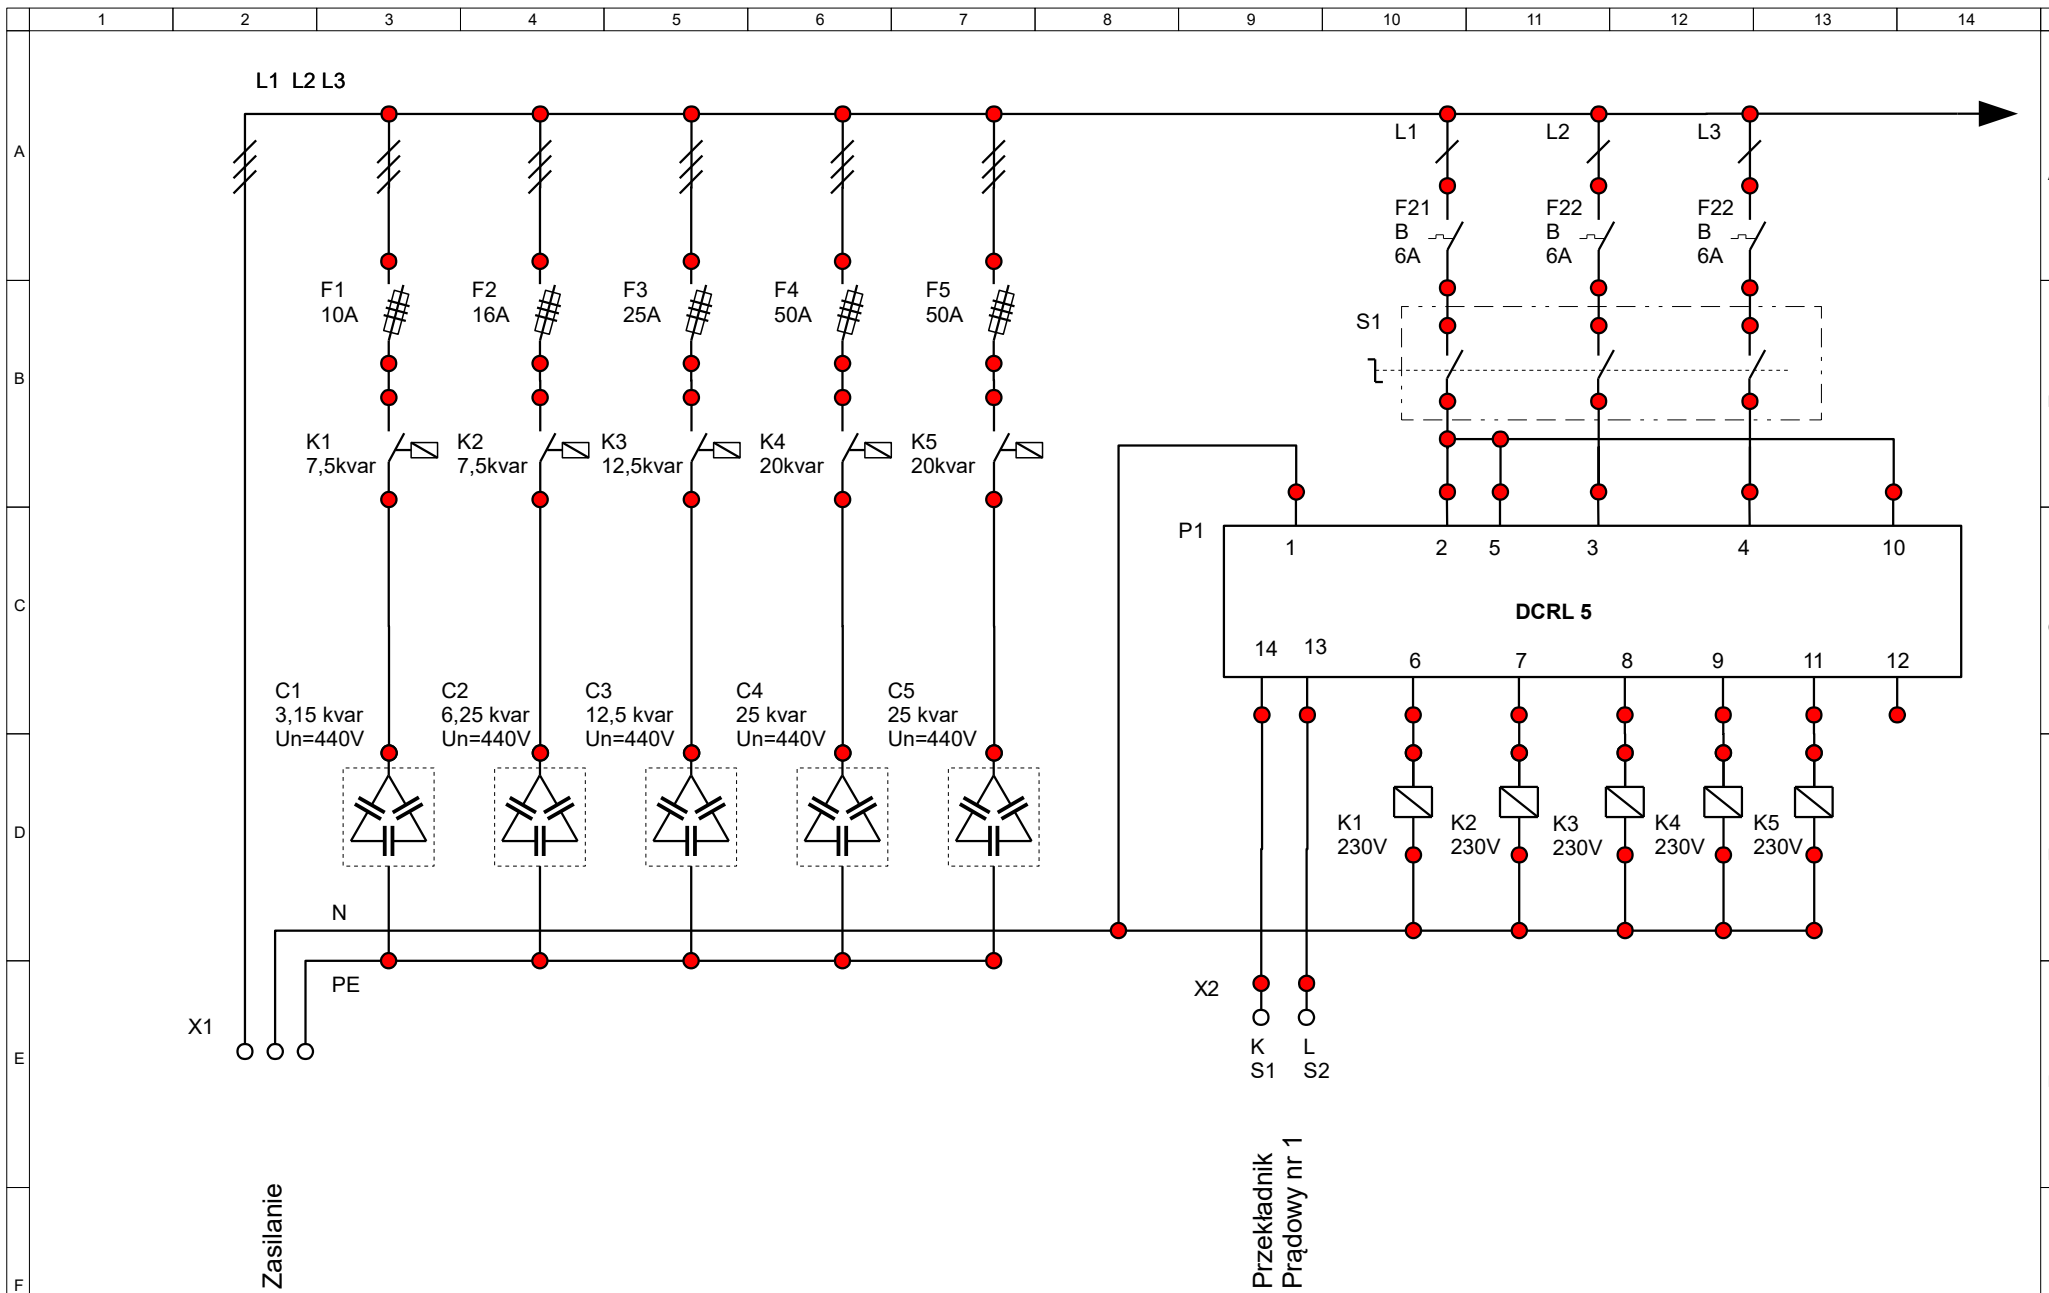 1 2 3 4 5 6 7 8 9 10 11 12 13 14
A
B
C
D
E
F
L1 L2 L3
L1 L2 L3
F21
B
6A
F22
B
6A
F22
B
6A
F1
10A
F2
16A
F3
25A
F4
50A
F5
50A
S1
K1
7,5kvar
K2
7,5kvar
K3
12,5kvar
K4
20kvar
K5
20kvar
P1
1 2 5 3 4 10
DCRL 5
14 13 6 7 8 9 11 12
C1
3,15 kvar
Un=440V
C2
6,25 kvar
Un=440V
C3
12,5 kvar
Un=440V
C4
25 kvar
Un=440V
C5
25 kvar
Un=440V
K1
230V
K2
230V
K3
230V
K4
230V
K5
230V
N
PE
X1
X2
K
S1
L
S2
Zasilanie
Przekładnik
Prądowy nr 1